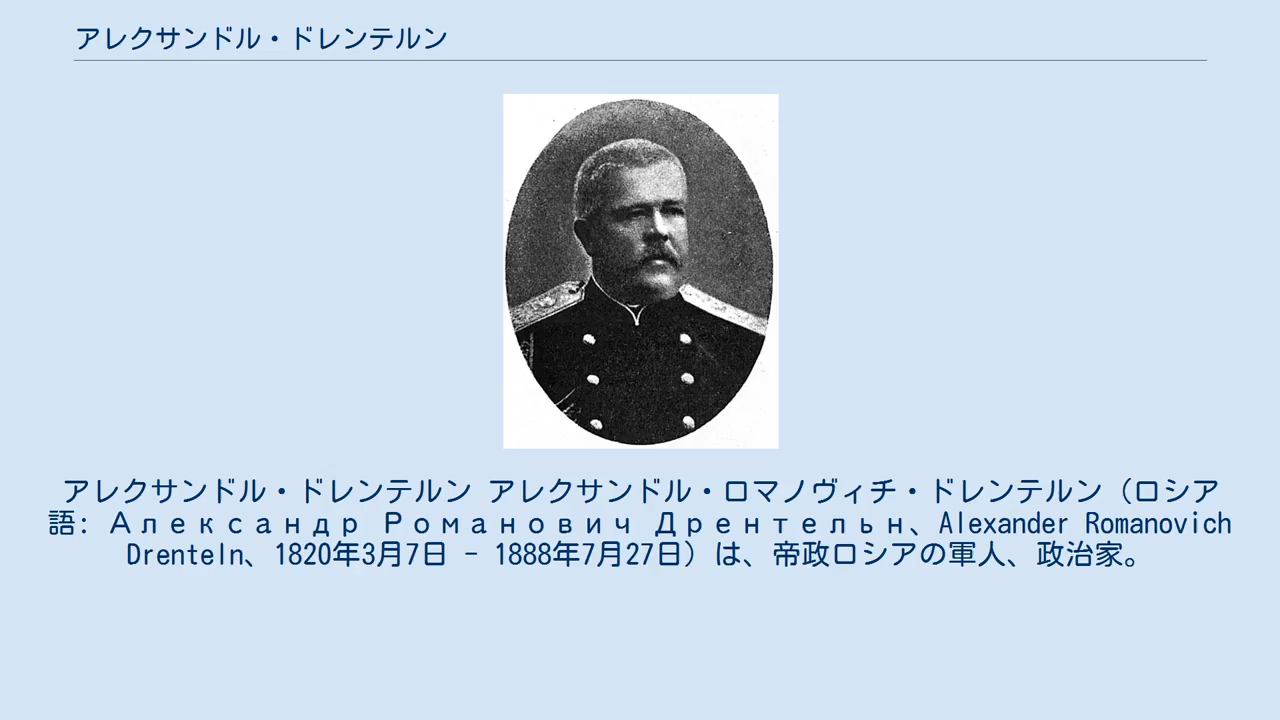 アレクサンドル・ドレンテルン
アレクサンドル・ドレンテルン アレクサンドル・ロマノヴィチ・ドレンテルン（ロシア
語: Александр Романович Дрентельн、Alexander Romanovich
Drenteln、1820年3月7日 - 1888年7月27日）は、帝政ロシアの軍人、政治家。